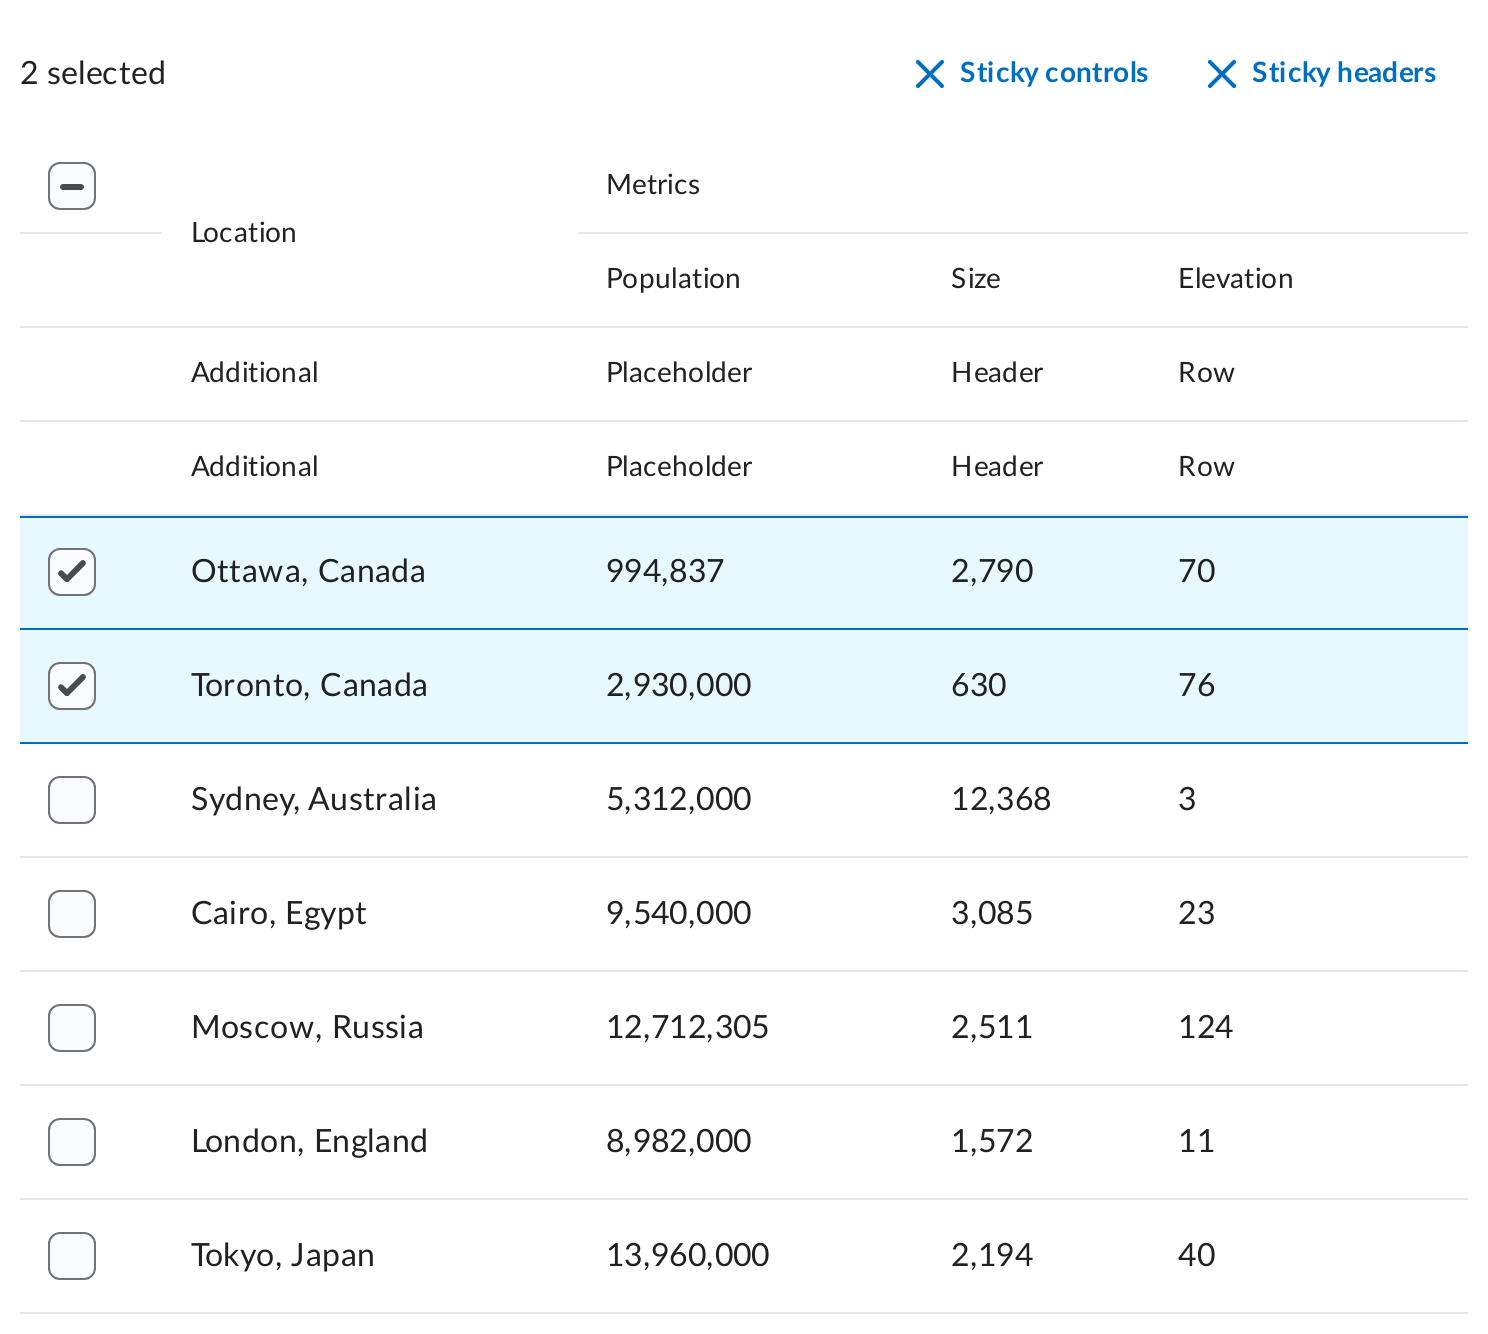 2 selected Sticky controls Sticky headers
Metrics
Location
Population Size Elevation
Additional Placeholder Header Row
Additional Placeholder Header Row
Ottawa, Canada 994,837 2,790 70
Toronto, Canada 2,930,000 630 76
Sydney, Australia 5,312,000 12,368 3
Cairo, Egypt 9,540,000 3,085 23
Moscow, Russia 12,712,305 2,511 124
London, England 8,982,000 1,572 11
Tokyo, Japan 13,960,000 2,194 40